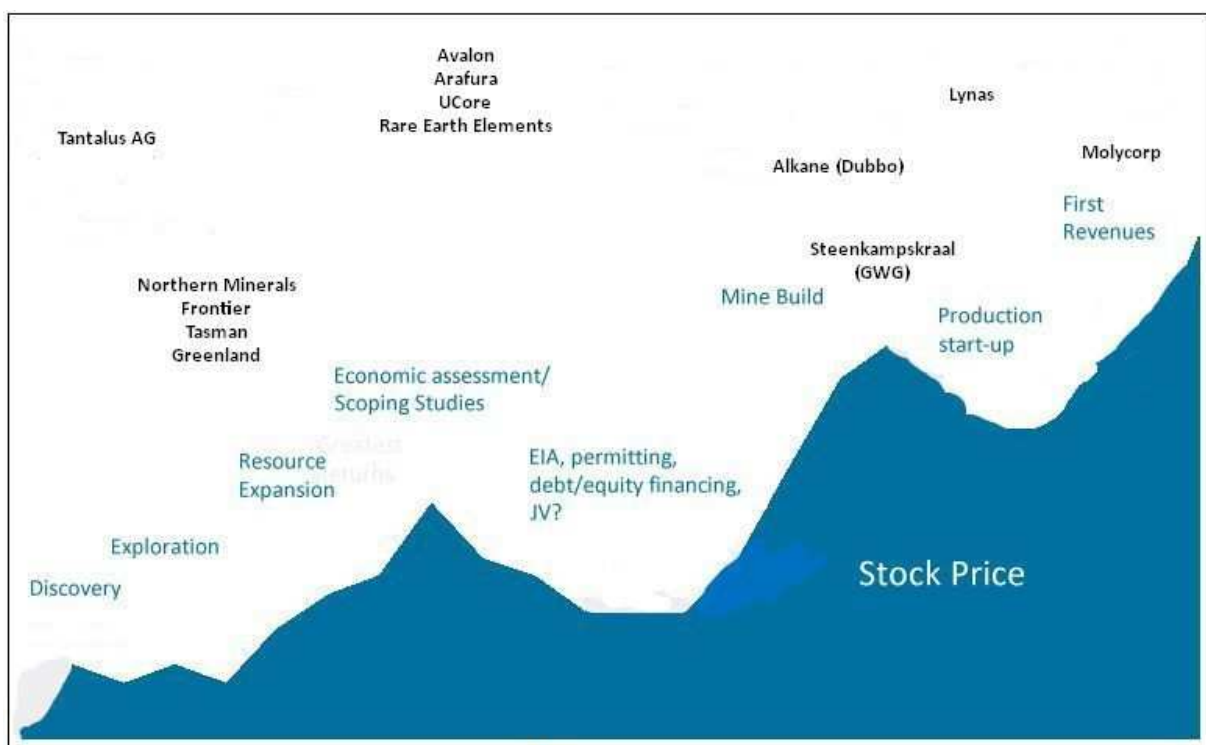 Avalon
Arafura
UCore
Rare Earth Elements
Tantalus AG
Lynas
Alkane (Dubbo)
Molycorp
First
Revenues
Steenkampskraal
(GWG)
Northern Minerals
Frontier
Tasman
Greenland
Mine Build
Production
start-up
Economic assessment/
Scoping Studies
Greatest
Returns
Resource
Expansion
EIA, permitting,
debt/equity financing,
JV?
Exploration
Discovery
Stock Price